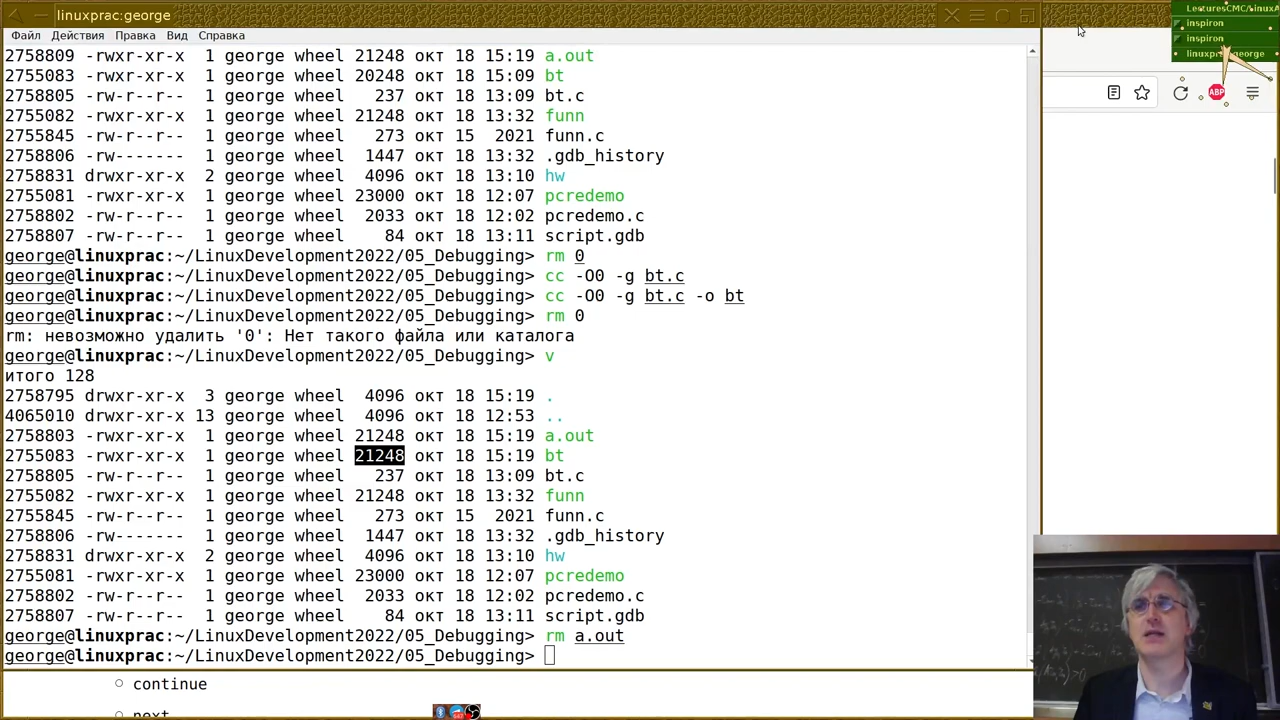 linuxprac:george
Файл Действия Правка Вид Справка
2758809 -rwxr-xr-x 1 george wheel 21248 окт 18 15:19 a.out
2755083 -rwxr-xr-x 1 george wheel 20248 окт 18 15:09 bt
2758805 -rw-r--r-- 1 george wheel 237 окт 18 13:09 bt.c
2755082 -rwxr-xr-x 1 george wheel 21248 окт 18 13:32 funn
2755845 -rw-r--r-- 1 george wheel 273 окт 15 2021 funn.c
2758806 -rw------- 1 george wheel 1447 окт 18 13:32 .gdb_history
2758831 drwxr-xr-x 2 george wheel 4096 окт 18 13:10 hw
2755081 -rwxr-xr-x 1 george wheel 23000 окт 18 12:07 pcredemo
2758802 -rw-r--r-- 1 george wheel 2033 окт 18 12:02 pcredemo.c
2758807 -rw-r--r-- 1 george wheel 84 окт 18 13:11 script.gdb
george@linuxprac:~/LinuxDevelopment2022/05_Debugging> rm 0
george@linuxprac:~/LinuxDevelopment2022/05_Debugging> cc -O0 -g bt.c
george@linuxprac:~/LinuxDevelopment2022/05_Debugging> cc -O0 -g bt.c -o bt
george@linuxprac:~/LinuxDevelopment2022/05_Debugging> rm 0
rm: невозможно удалить '0': Нет такого файла или каталога
george@linuxprac:~/LinuxDevelopment2022/05_Debugging> v
итого 128
2758795 drwxr-xr-x 3 george wheel 4096 окт 18 15:19 .
4065010 drwxr-xr-x 13 george wheel 4096 окт 18 12:53 ..
2758803 -rwxr-xr-x 1 george wheel 21248 окт 18 15:19 a.out
2755083 -rwxr-xr-x 1 george wheel 21248 окт 18 15:19 bt
2758805 -rw-r--r-- 1 george wheel 237 окт 18 13:09 bt.c
2755082 -rwxr-xr-x 1 george wheel 21248 окт 18 13:32 funn
2755845 -rw-r--r-- 1 george wheel 273 окт 15 2021 funn.c
2758806 -rw------- 1 george wheel 1447 окт 18 13:32 .gdb_history
2758831 drwxr-xr-x 2 george wheel 4096 окт 18 13:10 hw
2755081 -rwxr-xr-x 1 george wheel 23000 окт 18 12:07 pcredemo
2758802 -rw-r--r-- 1 george wheel 2033 окт 18 12:02 pcredemo.c
2758807 -rw-r--r-- 1 george wheel 84 окт 18 13:11 script.gdb
george@linuxprac:~/LinuxDevelopment2022/05_Debugging> rm a.out
george@linuxprac:~/LinuxDevelopment2022/05_Debugging>
continue
next
inspiron
inspiron
linuxprac:george
ABP